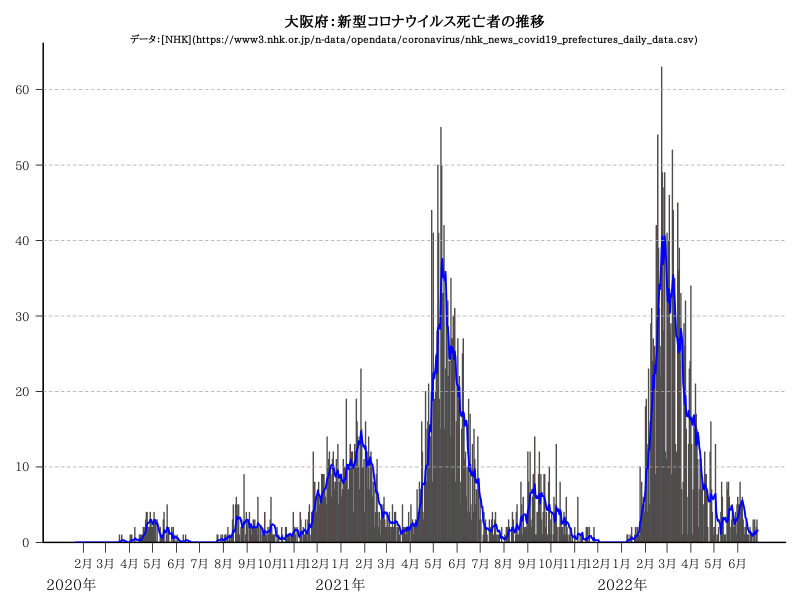 大阪府：新型コロナウイルス死亡者の推移
データ：[NHK](https://www3.nhk.or.jp/n-data/opendata/coronavirus/nhk_news_covid19_prefectures_daily_data.csv)
60
50
40
30
20
10
0
2月 3月 4月 5月 6月 7月 8月 9月 10月 11月 12月 1月 2月 3月 4月 5月 6月 7月 8月 9月 10月 11月 12月 1月 2月 3月 4月 5月 6月
2020年 2021年 2022年